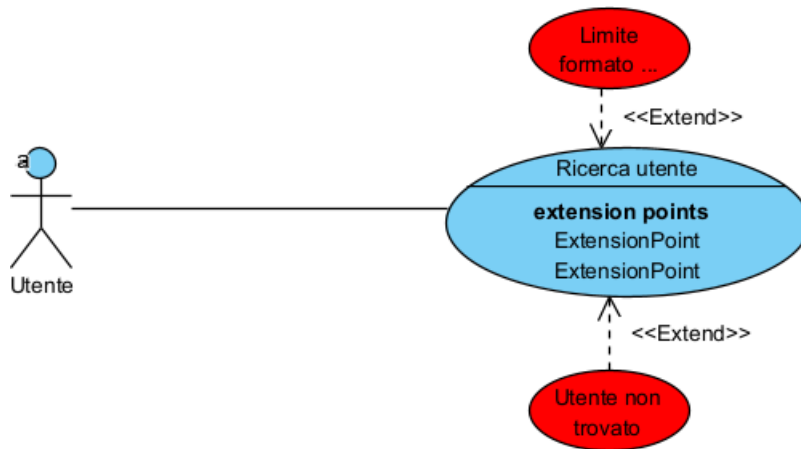 Limite
formato ...
<<Extend>>
a
Ricerca utente
extension points
ExtensionPoint
ExtensionPoint
Utente
<<Extend>>
Utente non
trovato